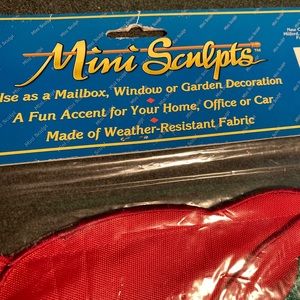 Mini Sculpts™
Use as a Mailbox, Window or Garden Decoration
A Fun Accent for Your Home, Office or Car
Made of Weather-Resistant Fabric